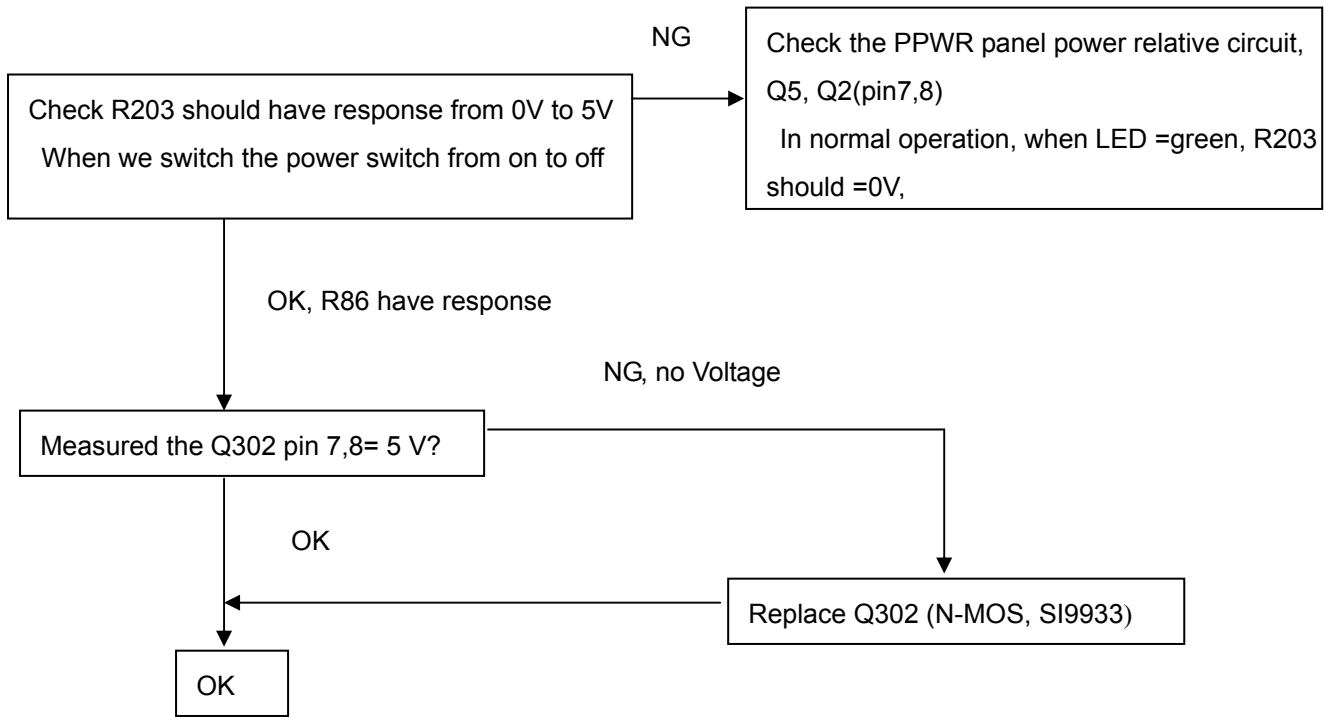 NG
Check the PPWR panel power relative circuit,
Q5, Q2(pin7,8)
In normal operation, when LED =green, R203
should =0V,
Check R203 should have response from 0V to 5V
When we switch the power switch from on to off
OK, R86 have response
NG, no Voltage
Measured the Q302 pin 7,8= 5 V?
OK
Replace Q302 (N-MOS, SI9933)
OK